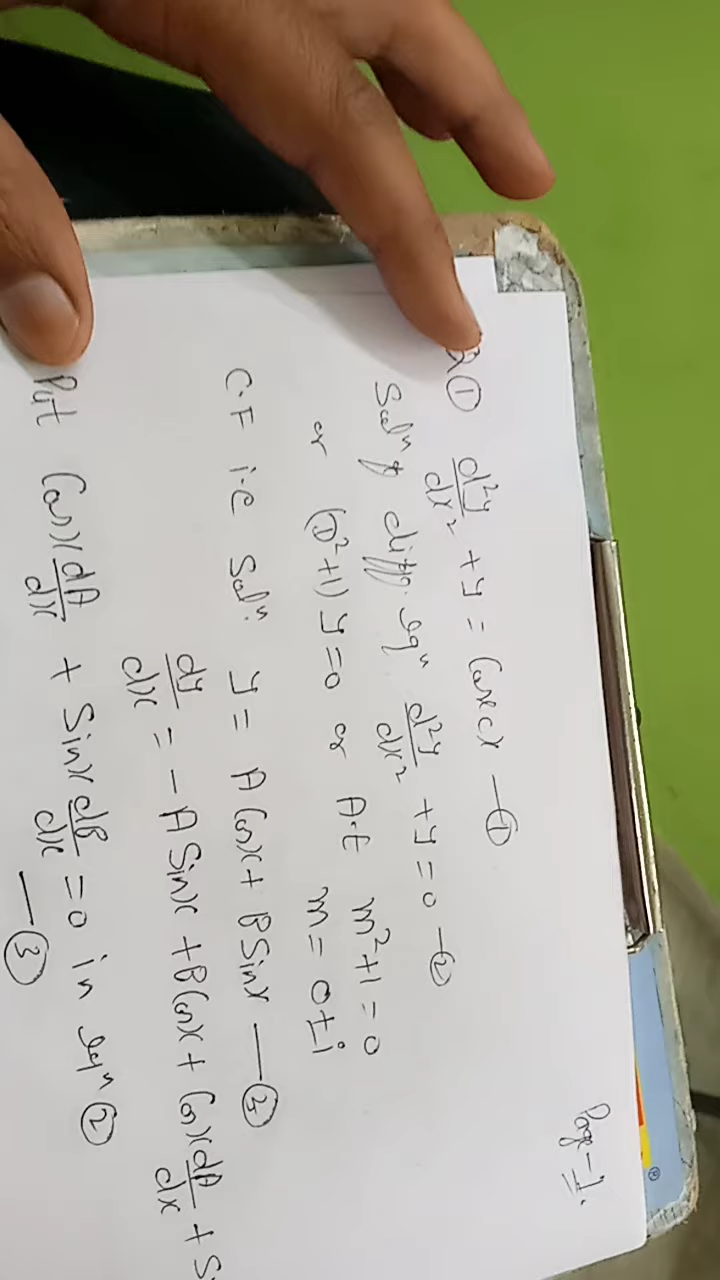 Page-1.
Q① d²y/dx² + y = Cosecx —①
Solⁿ of diff. eqⁿ d²y/dx² + y = 0 —②
or (D²+1) y = 0 or A.E m²+1 = 0
m = 0±i
C.F i.e Solⁿ. y = A Cosx + B Sinx —③
dy/dx = - A Sinx + B Cosx + Cosx dA/dx + S
Put Cosx dA/dx + Sinx dB/dx = 0 in eqⁿ ②
—③